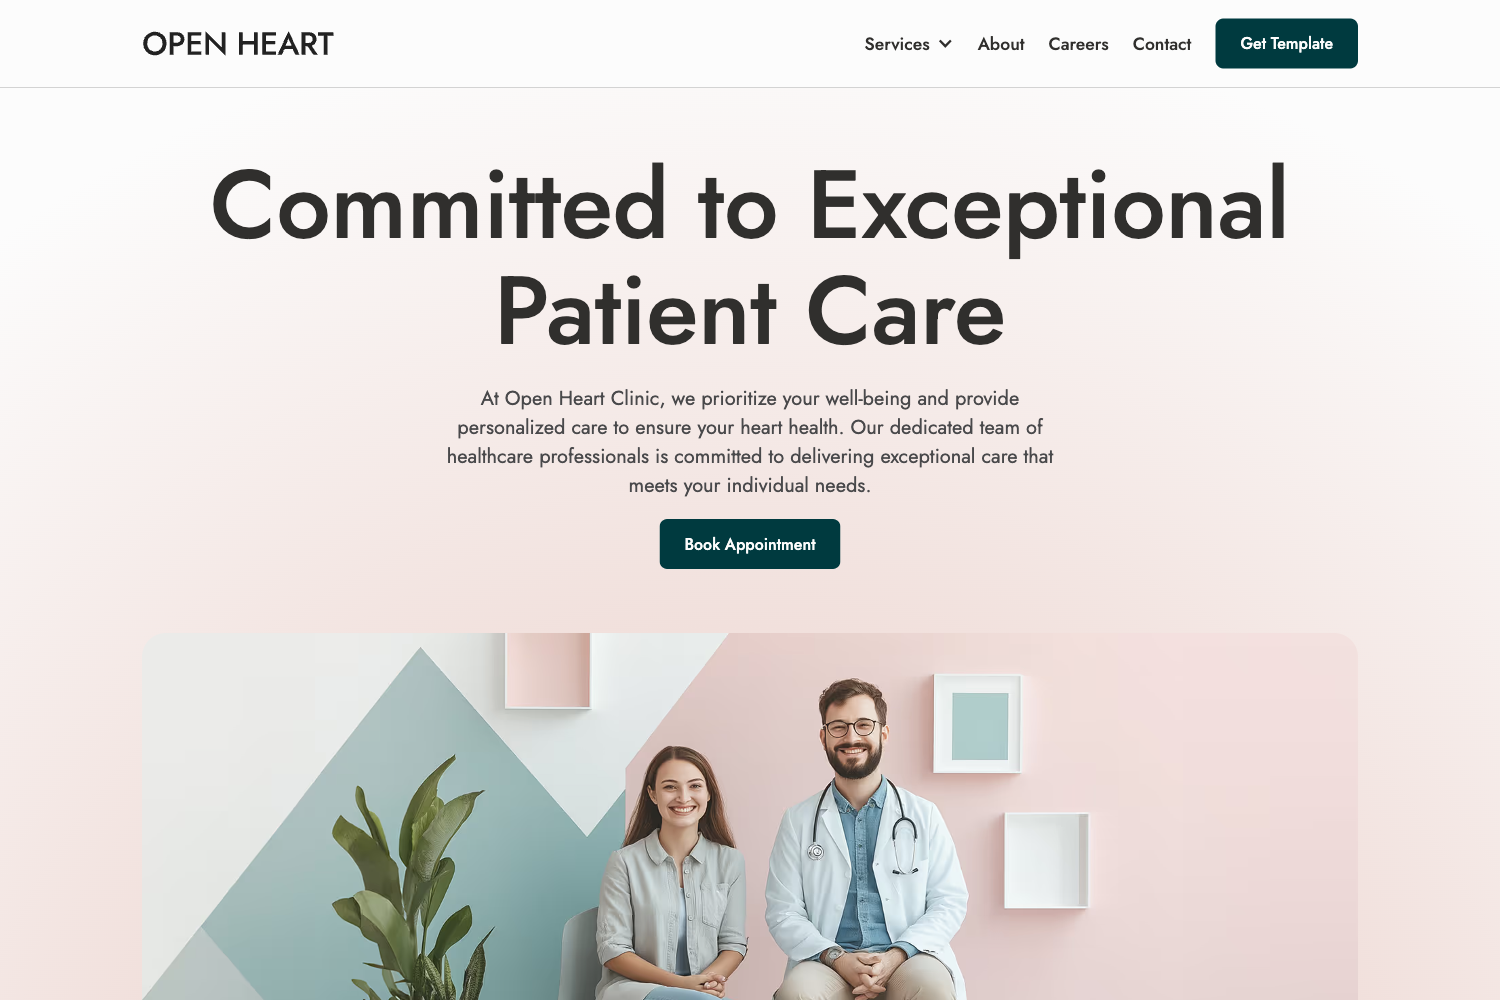 OPEN HEART
Services
About
Careers
Contact
Get Template
Committed to Exceptional
Patient Care
At Open Heart Clinic, we prioritize your well-being and provide
personalized care to ensure your heart health. Our dedicated team of
healthcare professionals is committed to delivering exceptional care that
meets your individual needs.
Book Appointment